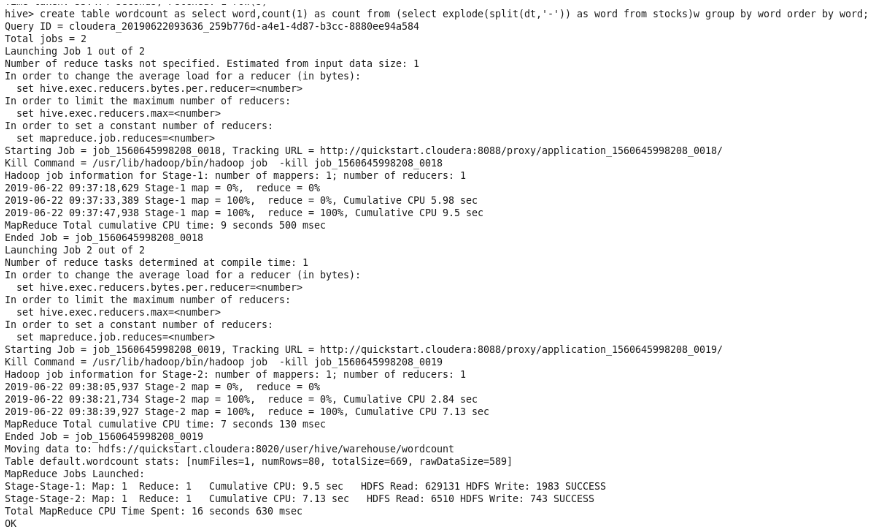 hive> create table wordcount as select word,count(1) as count from (select explode(split(dt,'-')) as word from stocks)w group by word order by word;
Query ID = cloudera_20190622093636_259b776d-a4e1-4d87-b3cc-8880ee94a584
Total jobs = 2
Launching Job 1 out of 2
Number of reduce tasks not specified. Estimated from input data size: 1
In order to change the average load for a reducer (in bytes):
  set hive.exec.reducers.bytes.per.reducer=<number>
In order to limit the maximum number of reducers:
  set hive.exec.reducers.max=<number>
In order to set a constant number of reducers:
  set mapreduce.job.reduces=<number>
Starting Job = job_1560645998208_0018, Tracking URL = http://quickstart.cloudera:8088/proxy/application_1560645998208_0018/
Kill Command = /usr/lib/hadoop/bin/hadoop job  -kill job_1560645998208_0018
Hadoop job information for Stage-1: number of mappers: 1; number of reducers: 1
2019-06-22 09:37:18,629 Stage-1 map = 0%,  reduce = 0%
2019-06-22 09:37:33,389 Stage-1 map = 100%,  reduce = 0%, Cumulative CPU 5.98 sec
2019-06-22 09:37:47,938 Stage-1 map = 100%,  reduce = 100%, Cumulative CPU 9.5 sec
MapReduce Total cumulative CPU time: 9 seconds 500 msec
Ended Job = job_1560645998208_0018
Launching Job 2 out of 2
Number of reduce tasks determined at compile time: 1
In order to change the average load for a reducer (in bytes):
  set hive.exec.reducers.bytes.per.reducer=<number>
In order to limit the maximum number of reducers:
  set hive.exec.reducers.max=<number>
In order to set a constant number of reducers:
  set mapreduce.job.reduces=<number>
Starting Job = job_1560645998208_0019, Tracking URL = http://quickstart.cloudera:8088/proxy/application_1560645998208_0019/
Kill Command = /usr/lib/hadoop/bin/hadoop job  -kill job_1560645998208_0019
Hadoop job information for Stage-2: number of mappers: 1; number of reducers: 1
2019-06-22 09:38:05,937 Stage-2 map = 0%,  reduce = 0%
2019-06-22 09:38:21,734 Stage-2 map = 100%,  reduce = 0%, Cumulative CPU 2.84 sec
2019-06-22 09:38:39,927 Stage-2 map = 100%,  reduce = 100%, Cumulative CPU 7.13 sec
MapReduce Total cumulative CPU time: 7 seconds 130 msec
Ended Job = job_1560645998208_0019
Moving data to: hdfs://quickstart.cloudera:8020/user/hive/warehouse/wordcount
Table default.wordcount stats: [numFiles=1, numRows=80, totalSize=669, rawDataSize=589]
MapReduce Jobs Launched:
Stage-Stage-1: Map: 1  Reduce: 1   Cumulative CPU: 9.5 sec   HDFS Read: 629131 HDFS Write: 1983 SUCCESS
Stage-Stage-2: Map: 1  Reduce: 1   Cumulative CPU: 7.13 sec   HDFS Read: 6510 HDFS Write: 743 SUCCESS
Total MapReduce CPU Time Spent: 16 seconds 630 msec
OK